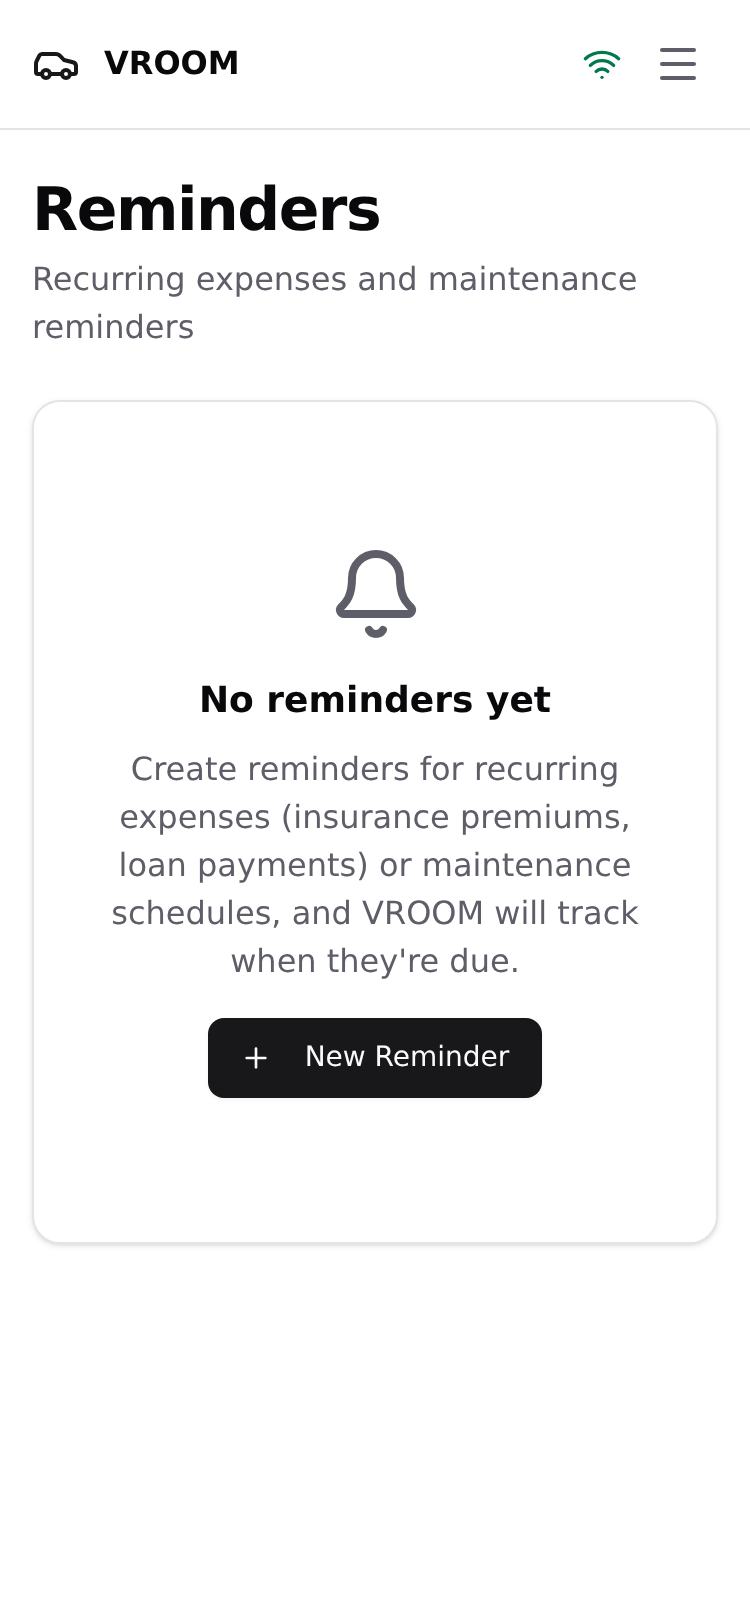 VROOM
Reminders
Recurring expenses and maintenance
reminders
No reminders yet
Create reminders for recurring
expenses (insurance premiums,
loan payments) or maintenance
schedules, and VROOM will track
when they're due.
New Reminder